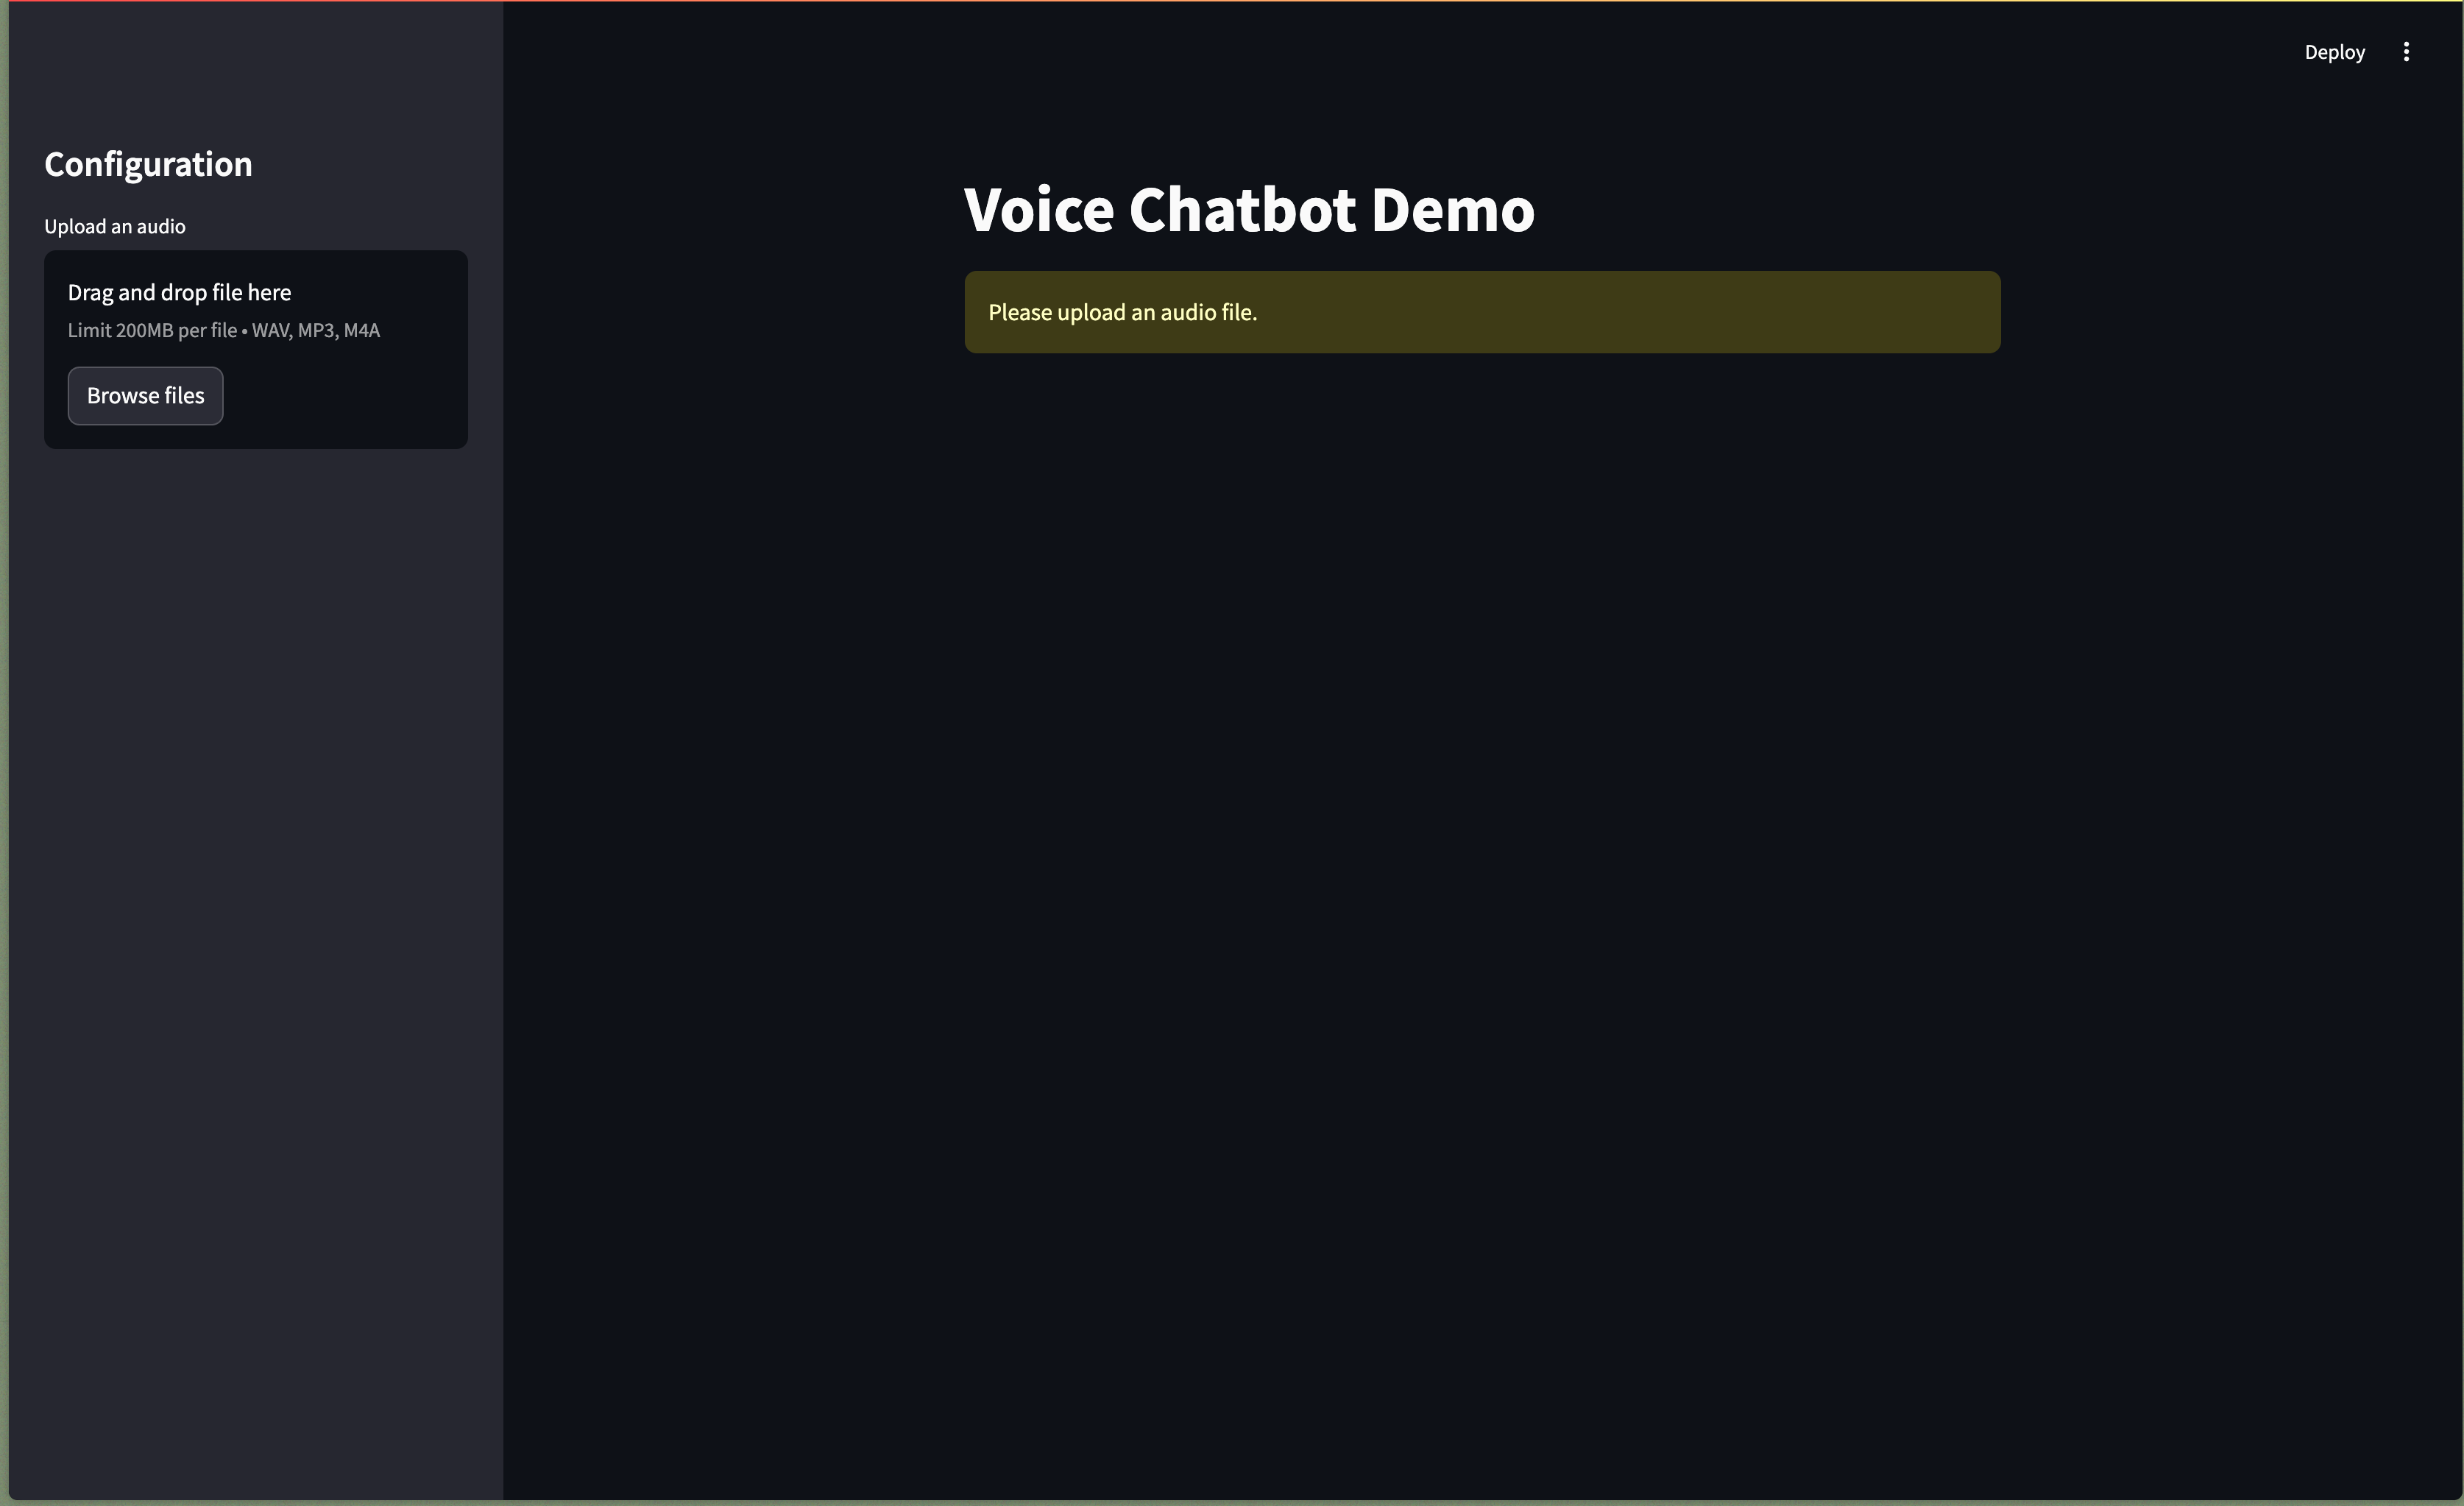 Deploy
Configuration
Upload an audio
Drag and drop file here
Limit 200MB per file • WAV, MP3, M4A
Browse files
Voice Chatbot Demo
Please upload an audio file.